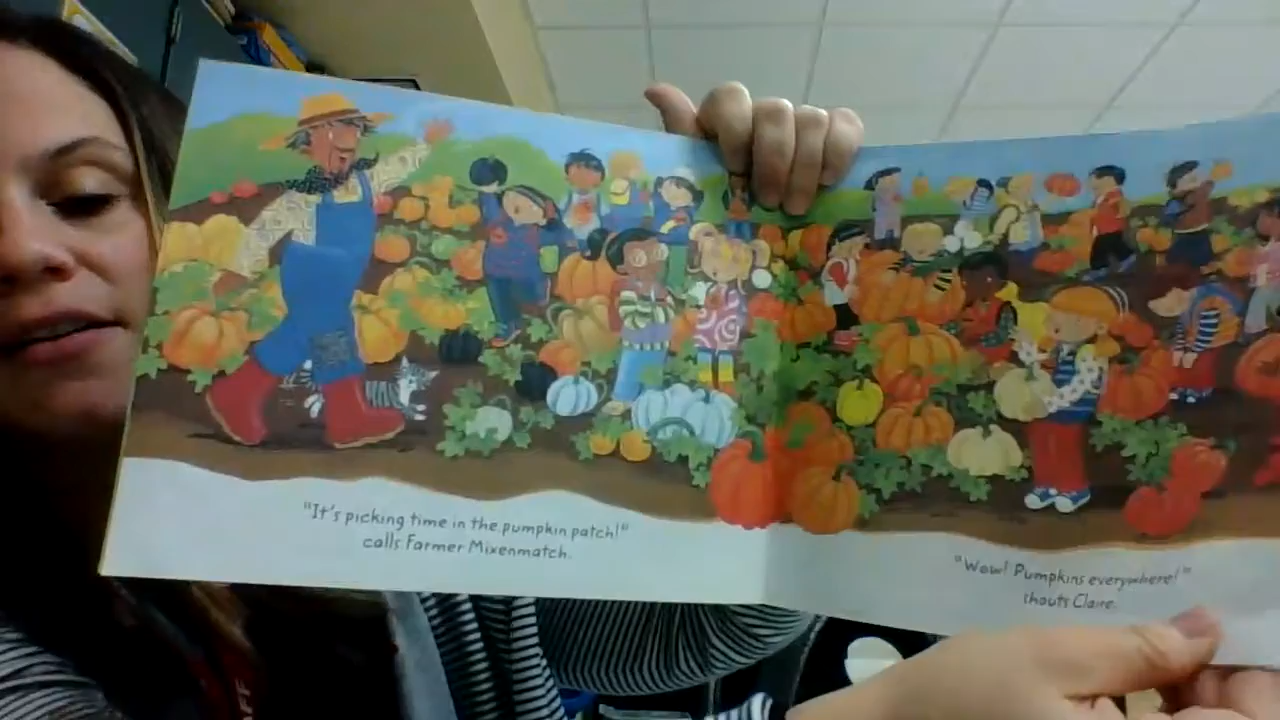 "It's picking time in the pumpkin patch!"
calls Farmer Mixenmatch.
"Wow! Pumpkins everywhere!"
shouts Claire.